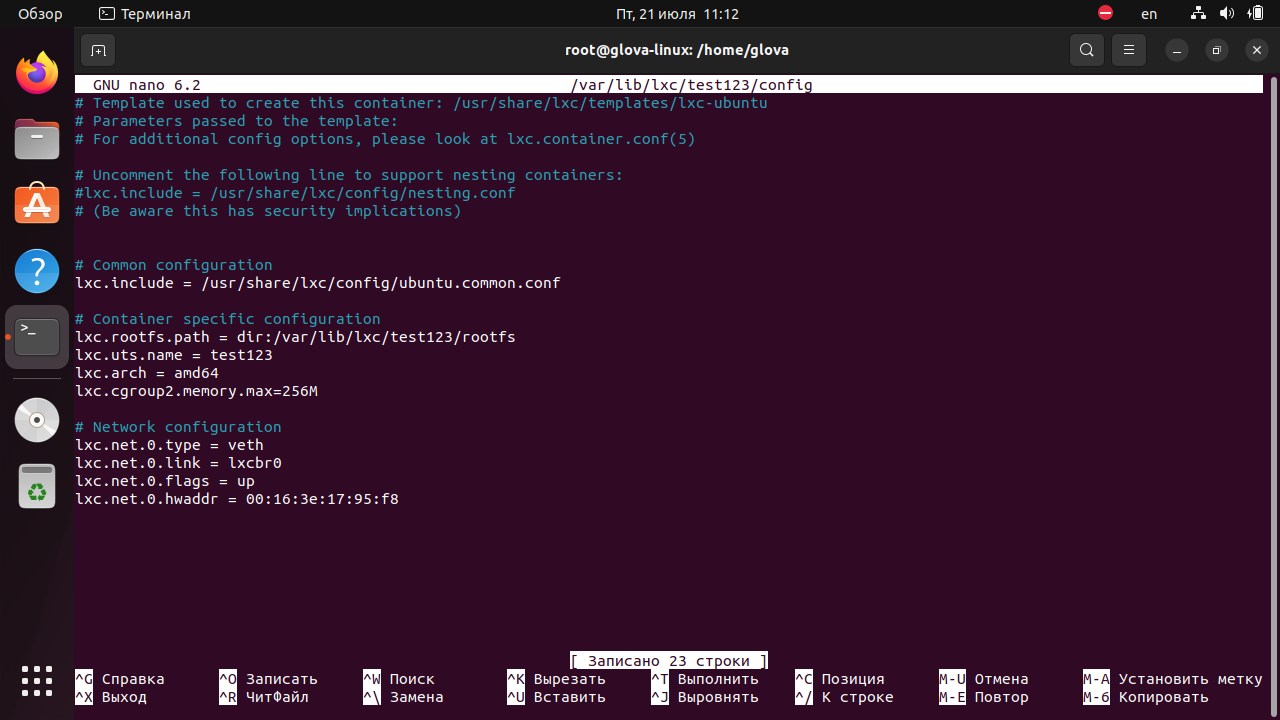 Обзор Терминал Пт, 21 июля 11:12 en
root@glova-linux: /home/glova
GNU nano 6.2 /var/lib/lxc/test123/config
# Template used to create this container: /usr/share/lxc/templates/lxc-ubuntu
# Parameters passed to the template:
# For additional config options, please look at lxc.container.conf(5)
# Uncomment the following line to support nesting containers:
#lxc.include = /usr/share/lxc/config/nesting.conf
# (Be aware this has security implications)
# Common configuration
lxc.include = /usr/share/lxc/config/ubuntu.common.conf
# Container specific configuration
lxc.rootfs.path = dir:/var/lib/lxc/test123/rootfs
lxc.uts.name = test123
lxc.arch = amd64
lxc.cgroup2.memory.max=256M
# Network configuration
lxc.net.0.type = veth
lxc.net.0.link = lxcbr0
lxc.net.0.flags = up
lxc.net.0.hwaddr = 00:16:3e:17:95:f8
[ Записано 23 строки ]
^G Справка ^O Записать ^W Поиск ^K Вырезать ^T Выполнить ^C Позиция M-U Отмена M-A Установить метку
^X Выход ^R ЧитФайл ^\ Замена ^U Вставить ^J Выровнять ^/ К строке M-E Повтор M-6 Копировать